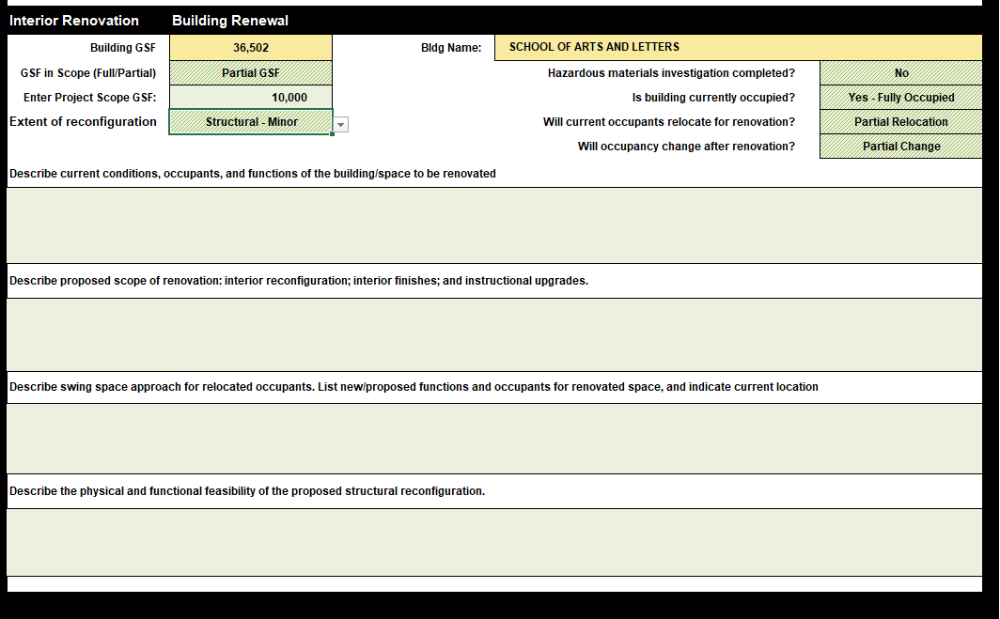 Interior Renovation Building Renewal
Building GSF 36,502 Bldg Name: SCHOOL OF ARTS AND LETTERS
GSF in Scope (Full/Partial) Partial GSF Hazardous materials investigation completed? No
Enter Project Scope GSF: 10,000 Is building currently occupied? Yes - Fully Occupied
Extent of reconfiguration Structural - Minor Will current occupants relocate for renovation? Partial Relocation
Will occupancy change after renovation? Partial Change
Describe current conditions, occupants, and functions of the building/space to be renovated
Describe proposed scope of renovation: interior reconfiguration; interior finishes; and instructional upgrades.
Describe swing space approach for relocated occupants. List new/proposed functions and occupants for renovated space, and indicate current location
Describe the physical and functional feasibility of the proposed structural reconfiguration.